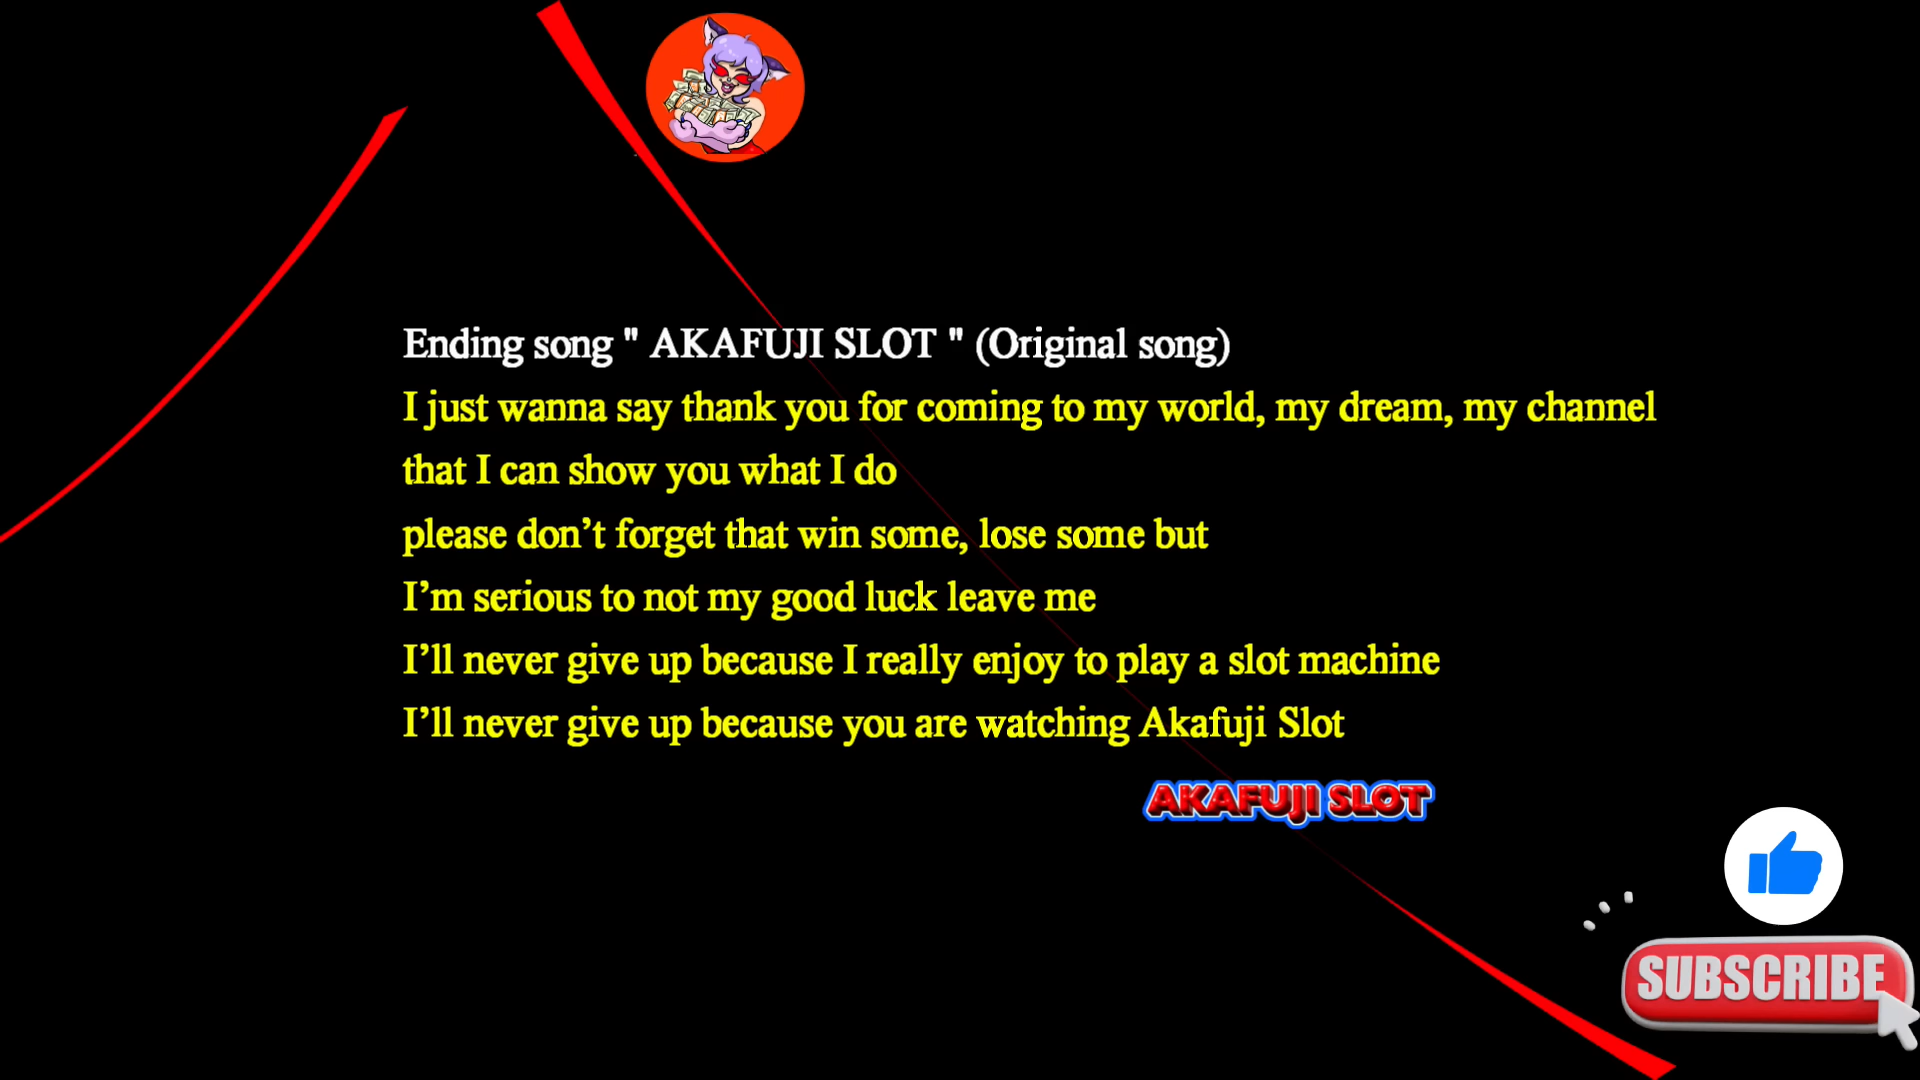 Ending song " AKAFUJI SLOT " (Original song)
I just wanna say thank you for coming to my world, my dream, my channel
that I can show you what I do
please don’t forget that win some, lose some but
I’m serious to not my good luck leave me
I’ll never give up because I really enjoy to play a slot machine
I’ll never give up because you are watching Akafuji Slot
AKAFUJI SLOT
SUBSCRIBE